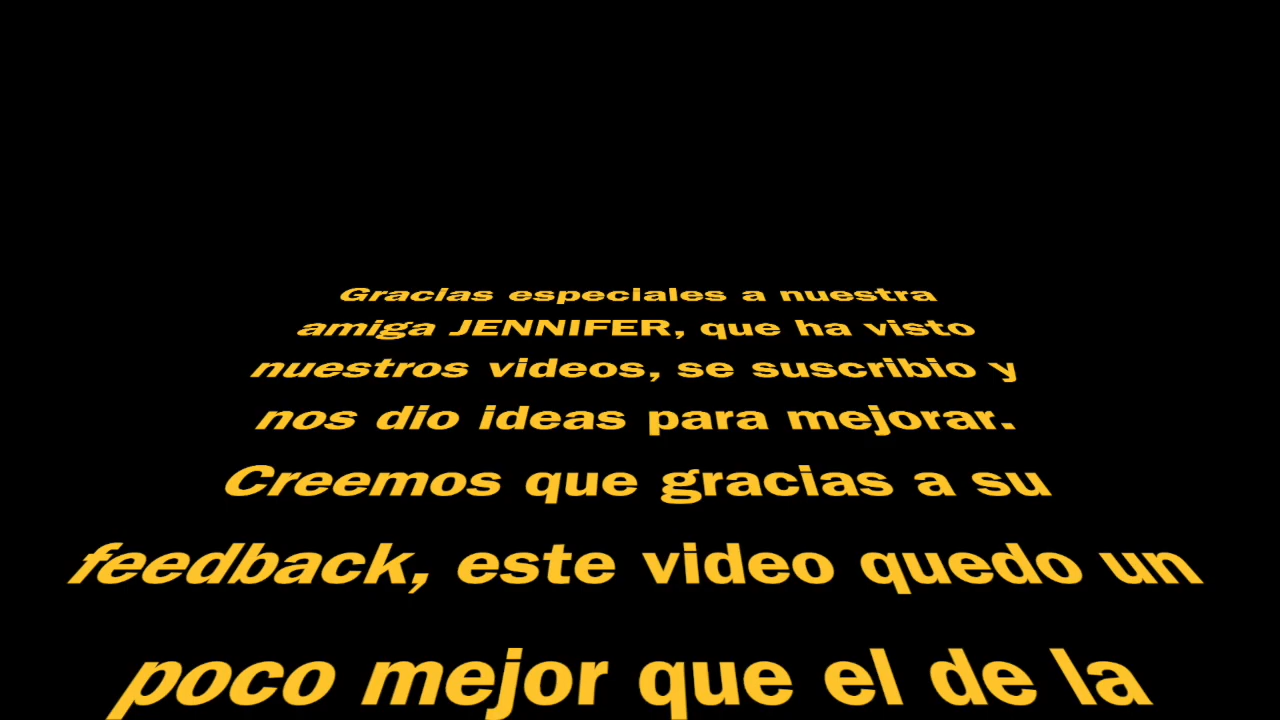 Gracias especiales a nuestra
amiga JENNIFER, que ha visto
nuestros videos, se suscribio y
nos dio ideas para mejorar.
Creemos que gracias a su
feedback, este video quedo un
poco mejor que el de la